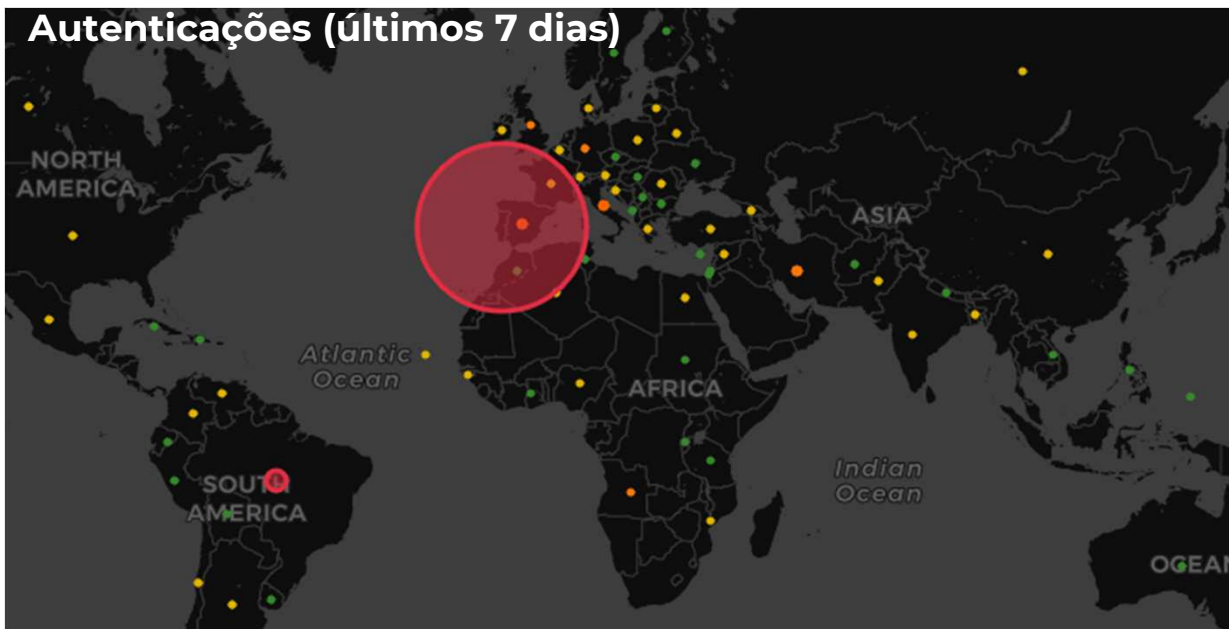 Autenticações (últimos 7 dias)
NORTH
AMERICA
ASIA
Atlantic
Ocean
AFRICA
SOUTH
AMERICA
Indian
Ocean
OCEAN